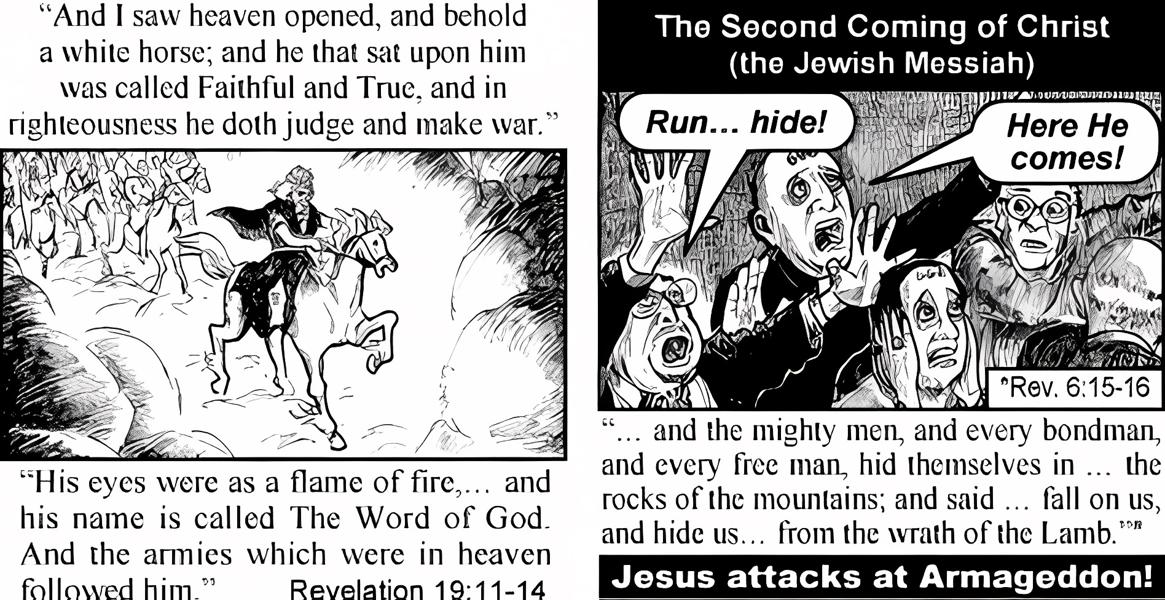 “And I saw heaven opened, and behold
a white horse; and he that sat upon him
was called Faithful and True, and in
righteousness he doth judge and make war.”
“His eyes were as a flame of fire,... and
his name is called The Word of God.
And the armies which were in heaven
followed him.” Revelation 19:11-14
The Second Coming of Christ
(the Jewish Messiah)
Run... hide!
Here He
comes!
"Rev. 6:15-16
“... and the mighty men, and every bondman,
and every free man, hid themselves in ... the
rocks of the mountains; and said ... fall on us,
and hide us... from the wrath of the Lamb.”"
Jesus attacks at Armageddon!